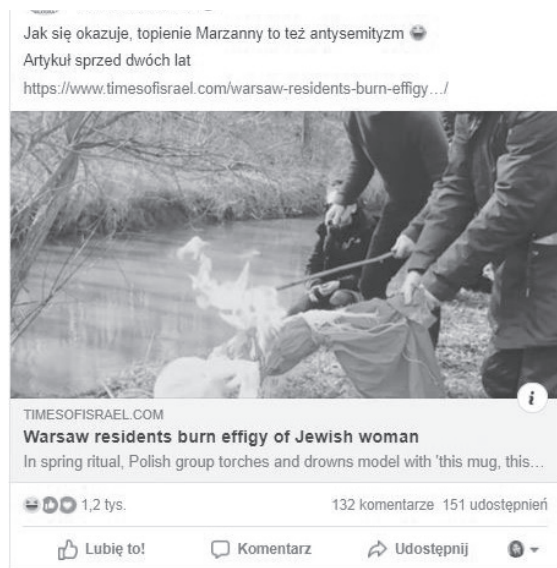 Jak się okazuje, topienie Marzanny to też antysemityzm
Artykuł sprzed dwóch lat
https://www.timesofisrael.com/warsaw-residents-burn-effigy…/
i
TIMESOFISRAEL.COM
Warsaw residents burn effigy of Jewish woman
In spring ritual, Polish group torches and drowns model with 'this mug, this…
1,2 tys.
132 komentarze 151 udostępnień
Lubię to!
Komentarz
Udostępnij